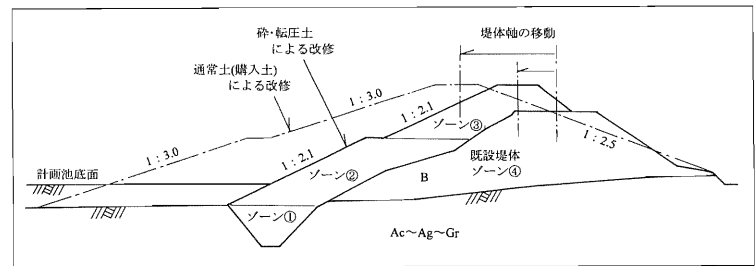 砕・転圧土
による改修
堤体軸の移動
通常土(購入土)
による改修
1：3.0
1：2.1
ゾーン③
1：3.0
1：2.1
1：2.5
計画池底面
ゾーン②
既設堤体
ゾーン④
B
ゾーン①
Ac〜Ag〜Gr